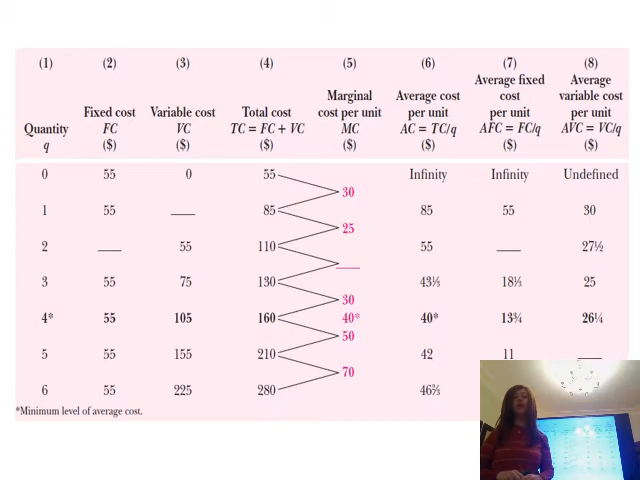 (1) (2) (3) (4) (5) (6) (7) (8)
Average fixed Average
Marginal cost variable cost
Fixed cost Variable cost Total cost cost per unit Average cost per unit per unit per unit
Quantity FC VC TC = FC + VC MC AC = TC/q AFC = FC/q AVC = VC/q
q ($) ($) ($) ($) ($) ($) ($)
0 55 0 55 Infinity Infinity Undefined
30
1 55 ___ 85 85 55 30
25
2 ___ 55 110 55 ___ 27½
___
3 55 75 130 43⅓ 18⅓ 25
30
4* 55 105 160 40* 40* 13¾ 26¼
50
5 55 155 210 42 11 ___
70
6 55 225 280 46⅔
*Minimum level of average cost.